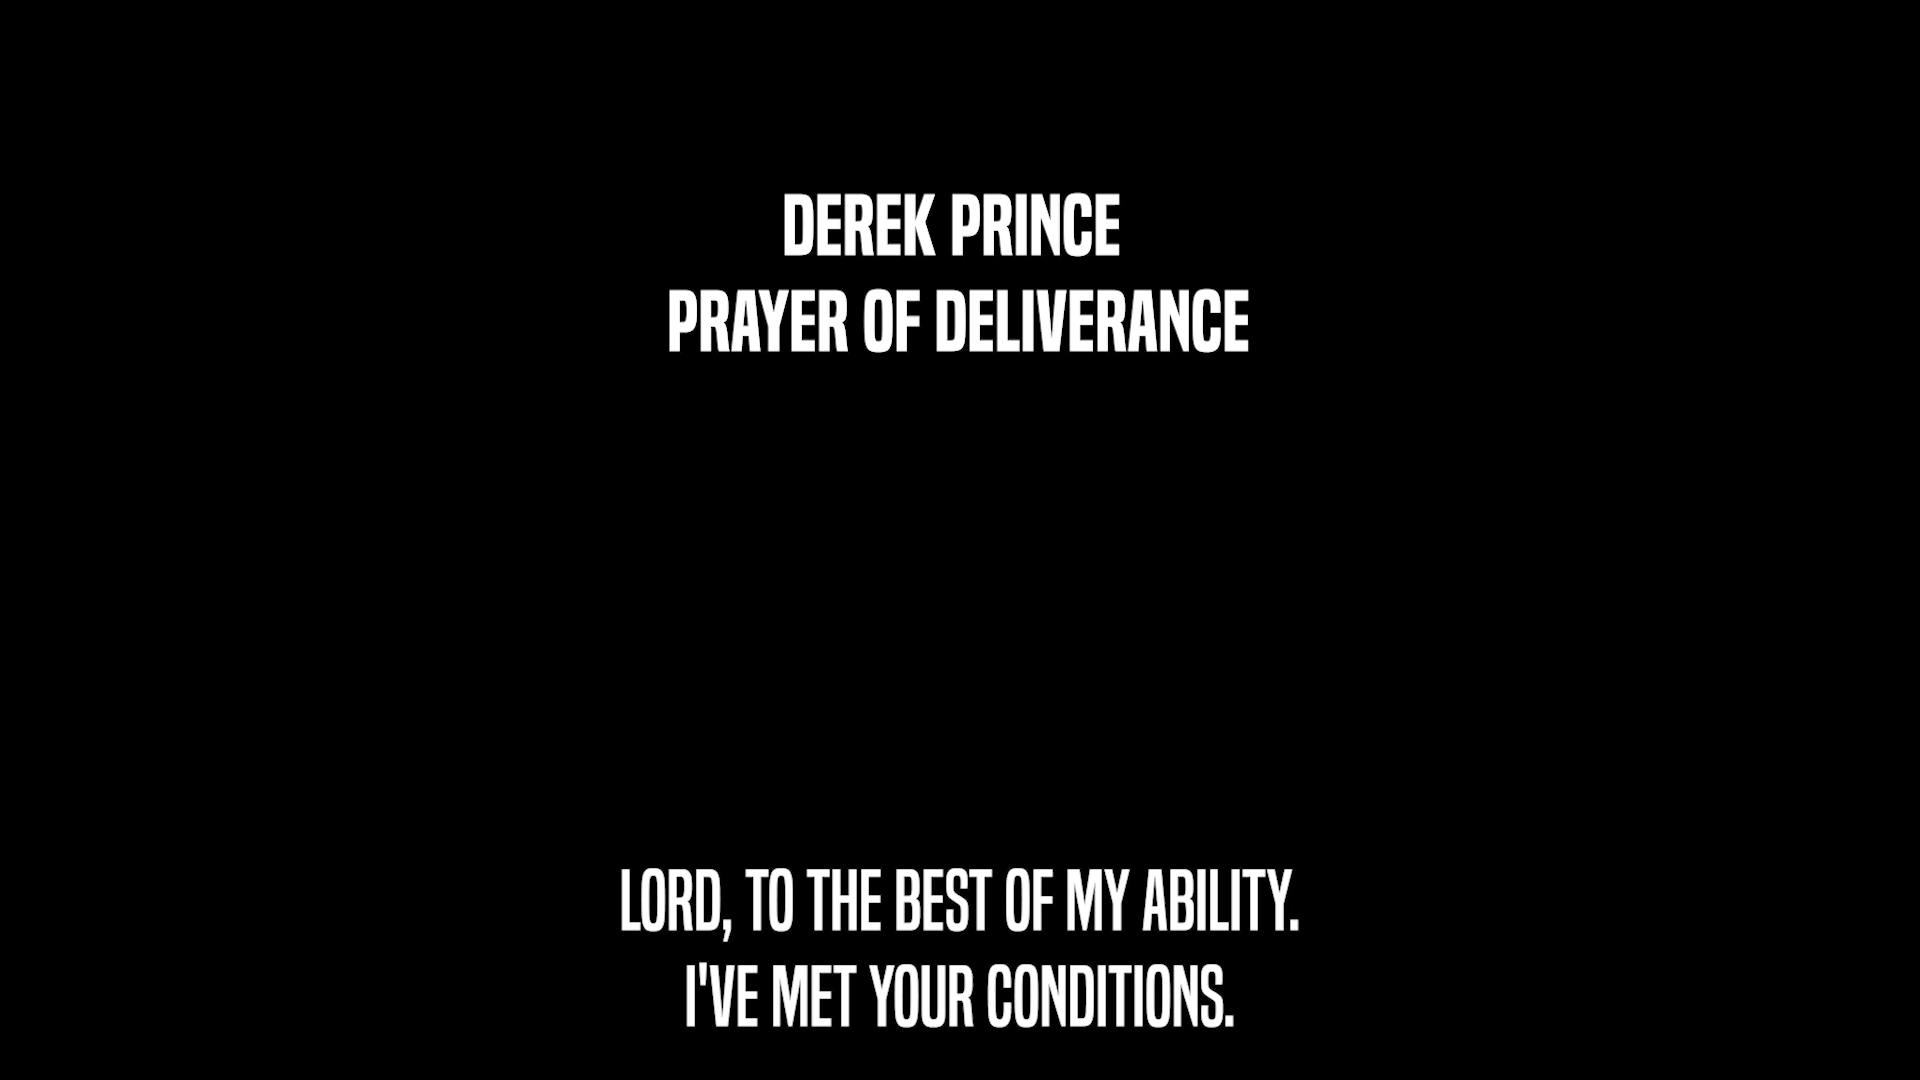 DEREK PRINCE
PRAYER OF DELIVERANCE
LORD, TO THE BEST OF MY ABILITY.
I'VE MET YOUR CONDITIONS.